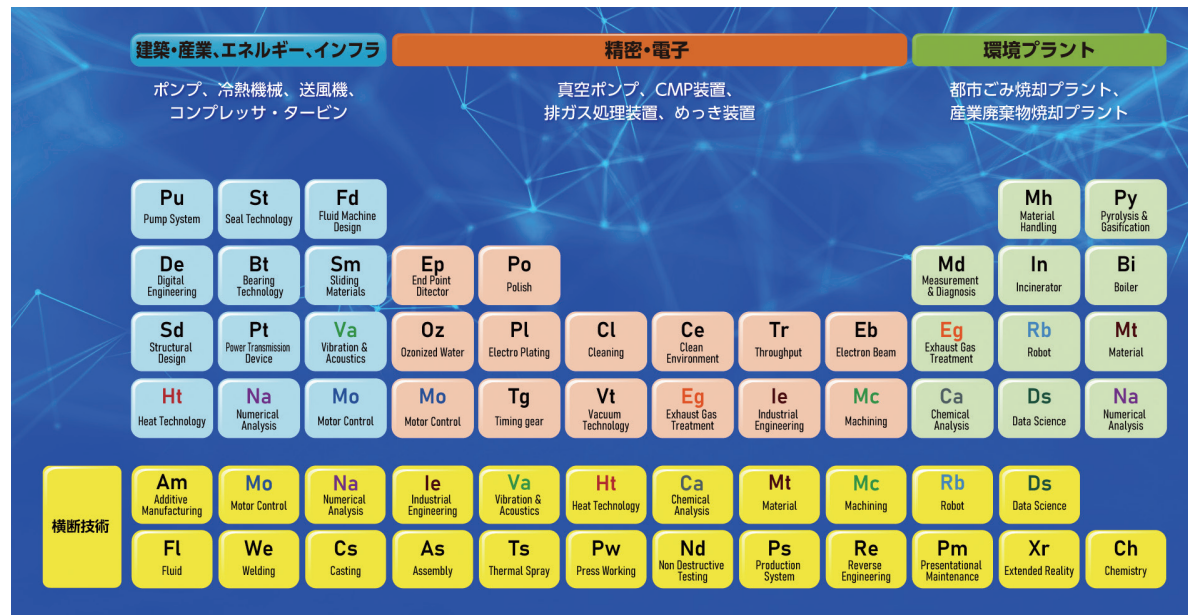 建築・産業、エネルギー、インフラ
精密・電子
環境プラント
ポンプ、冷熱機械、送風機、
コンプレッサ・タービン
真空ポンプ、CMP装置、
排ガス処理装置、めっき装置
都市ごみ焼却プラント、
産業廃棄物焼却プラント
Pu
Pump System
St
Seal Technology
Fd
Fluid Machine
Design
Mh
Material
Handling
Py
Pyrolysis &
Gasification
De
Digital
Engineering
Bt
Bearing
Technology
Sm
Sliding
Materials
Ep
End Point
Ditector
Po
Polish
Md
Measurement
& Diagnosis
In
Incinerator
Bi
Boiler
Sd
Structural
Design
Pt
Power Transmission
Device
Va
Vibration &
Acoustics
Oz
Ozonized Water
Pl
Electro Plating
Cl
Cleaning
Ce
Clean
Environment
Tr
Throughput
Eb
Electron Beam
Eg
Exhaust Gas
Treatment
Rb
Robot
Mt
Material
Ht
Heat Technology
Na
Numerical
Analysis
Mo
Motor Control
Mo
Motor Control
Tg
Timing gear
Vt
Vacuum
Technology
Eg
Exhaust Gas
Treatment
Ie
Industrial
Engineering
Mc
Machining
Ca
Chemical
Analysis
Ds
Data Science
Na
Numerical
Analysis
横断技術
Am
Additive
Manufacturing
Mo
Motor Control
Na
Numerical
Analysis
Ie
Industrial
Engineering
Va
Vibration &
Acoustics
Ht
Heat Technology
Ca
Chemical
Analysis
Mt
Material
Mc
Machining
Rb
Robot
Ds
Data Science
Fl
Fluid
We
Welding
Cs
Casting
As
Assembly
Ts
Thermal Spray
Pw
Press Working
Nd
Non Destructive
Testing
Ps
Production
System
Re
Reverse
Engineering
Pm
Presentational
Maintenance
Xr
Extended Reality
Ch
Chemistry